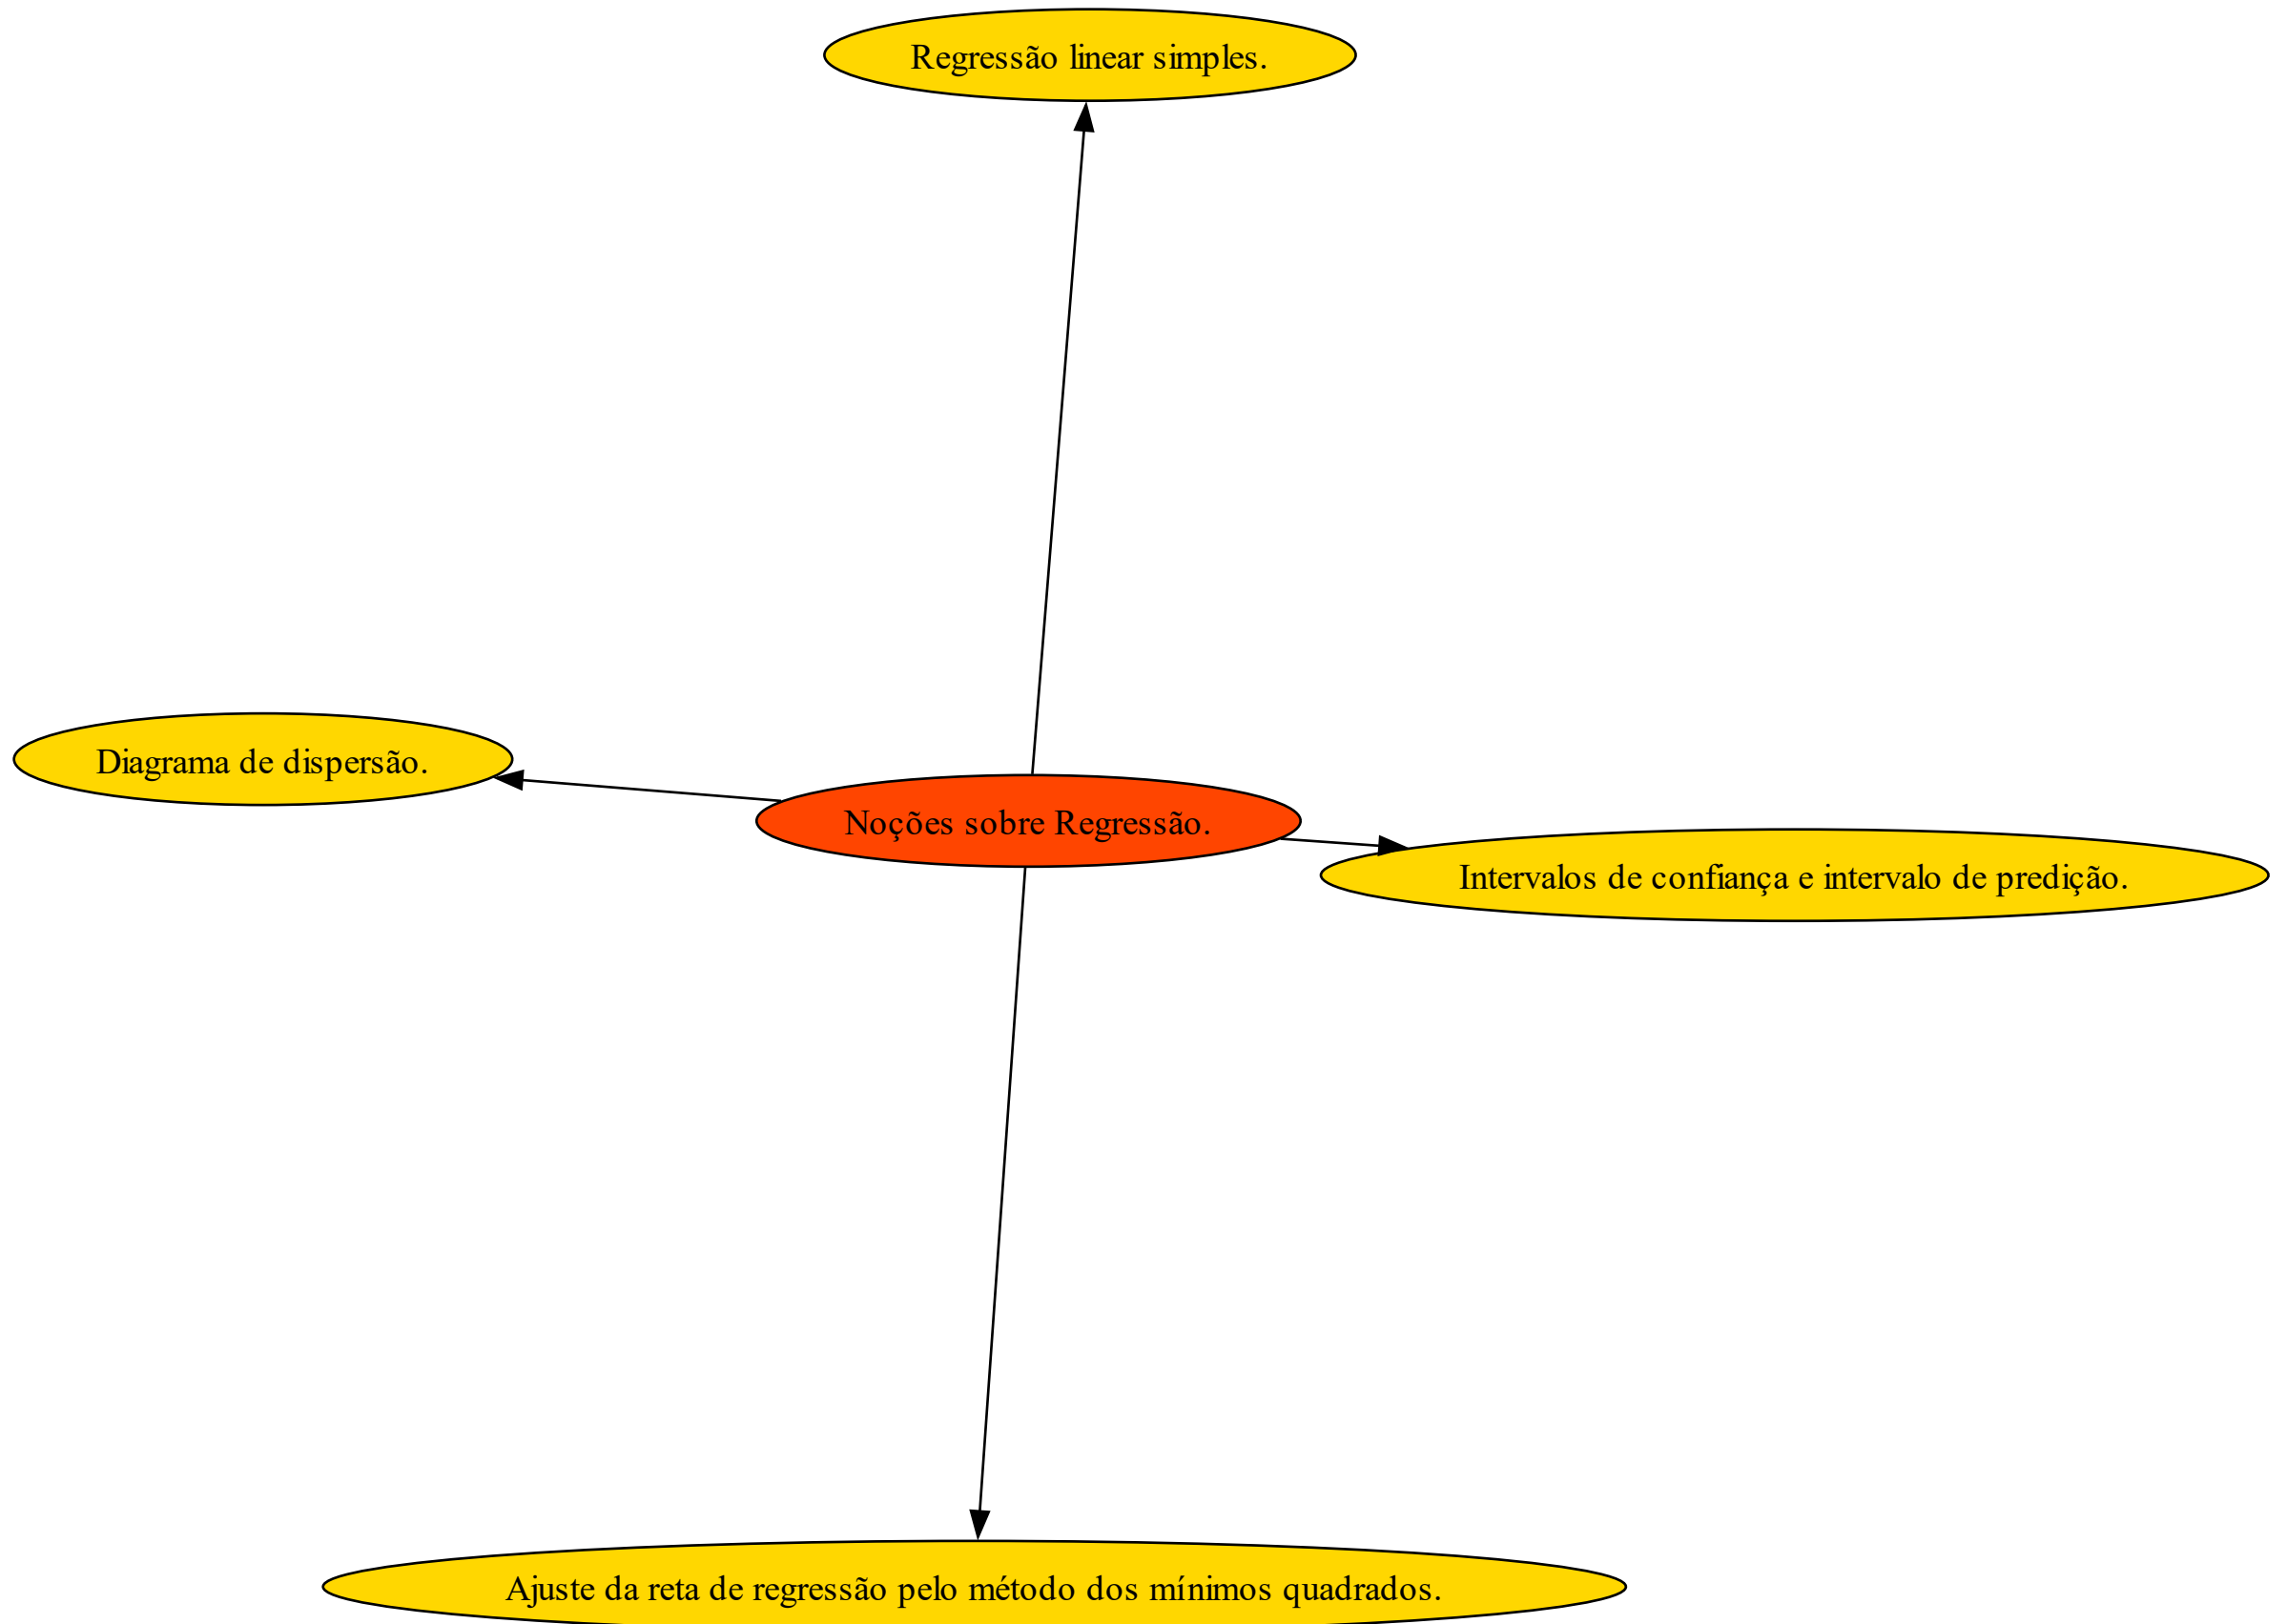 Regressão linear simples.
Diagrama de dispersão.
Noções sobre Regressão.
Intervalos de confiança e intervalo de predição.
Ajuste da reta de regressão pelo método dos mínimos quadrados.